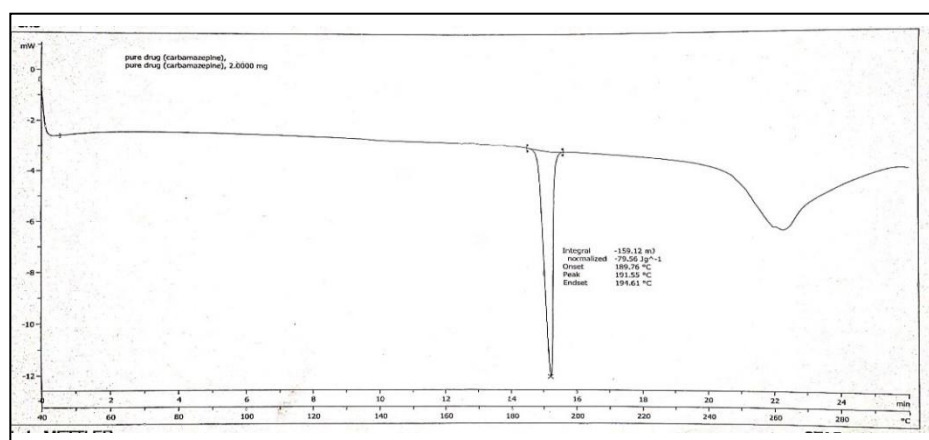 mW
pure drug (carbamazepine),
pure drug (carbamazepine), 2.0000 mg
0
-2
-4
-6
-8
-10
-12
Integral -159.12 mJ
normalized -79.56 Jg^-1
Onset 189.76 °C
Peak 191.55 °C
Endset 194.61 °C
0 2 4 6 8 10 12 14 16 18 20 22 24 min
40 60 80 100 120 140 160 180 200 220 240 260 280 °C
METTLER